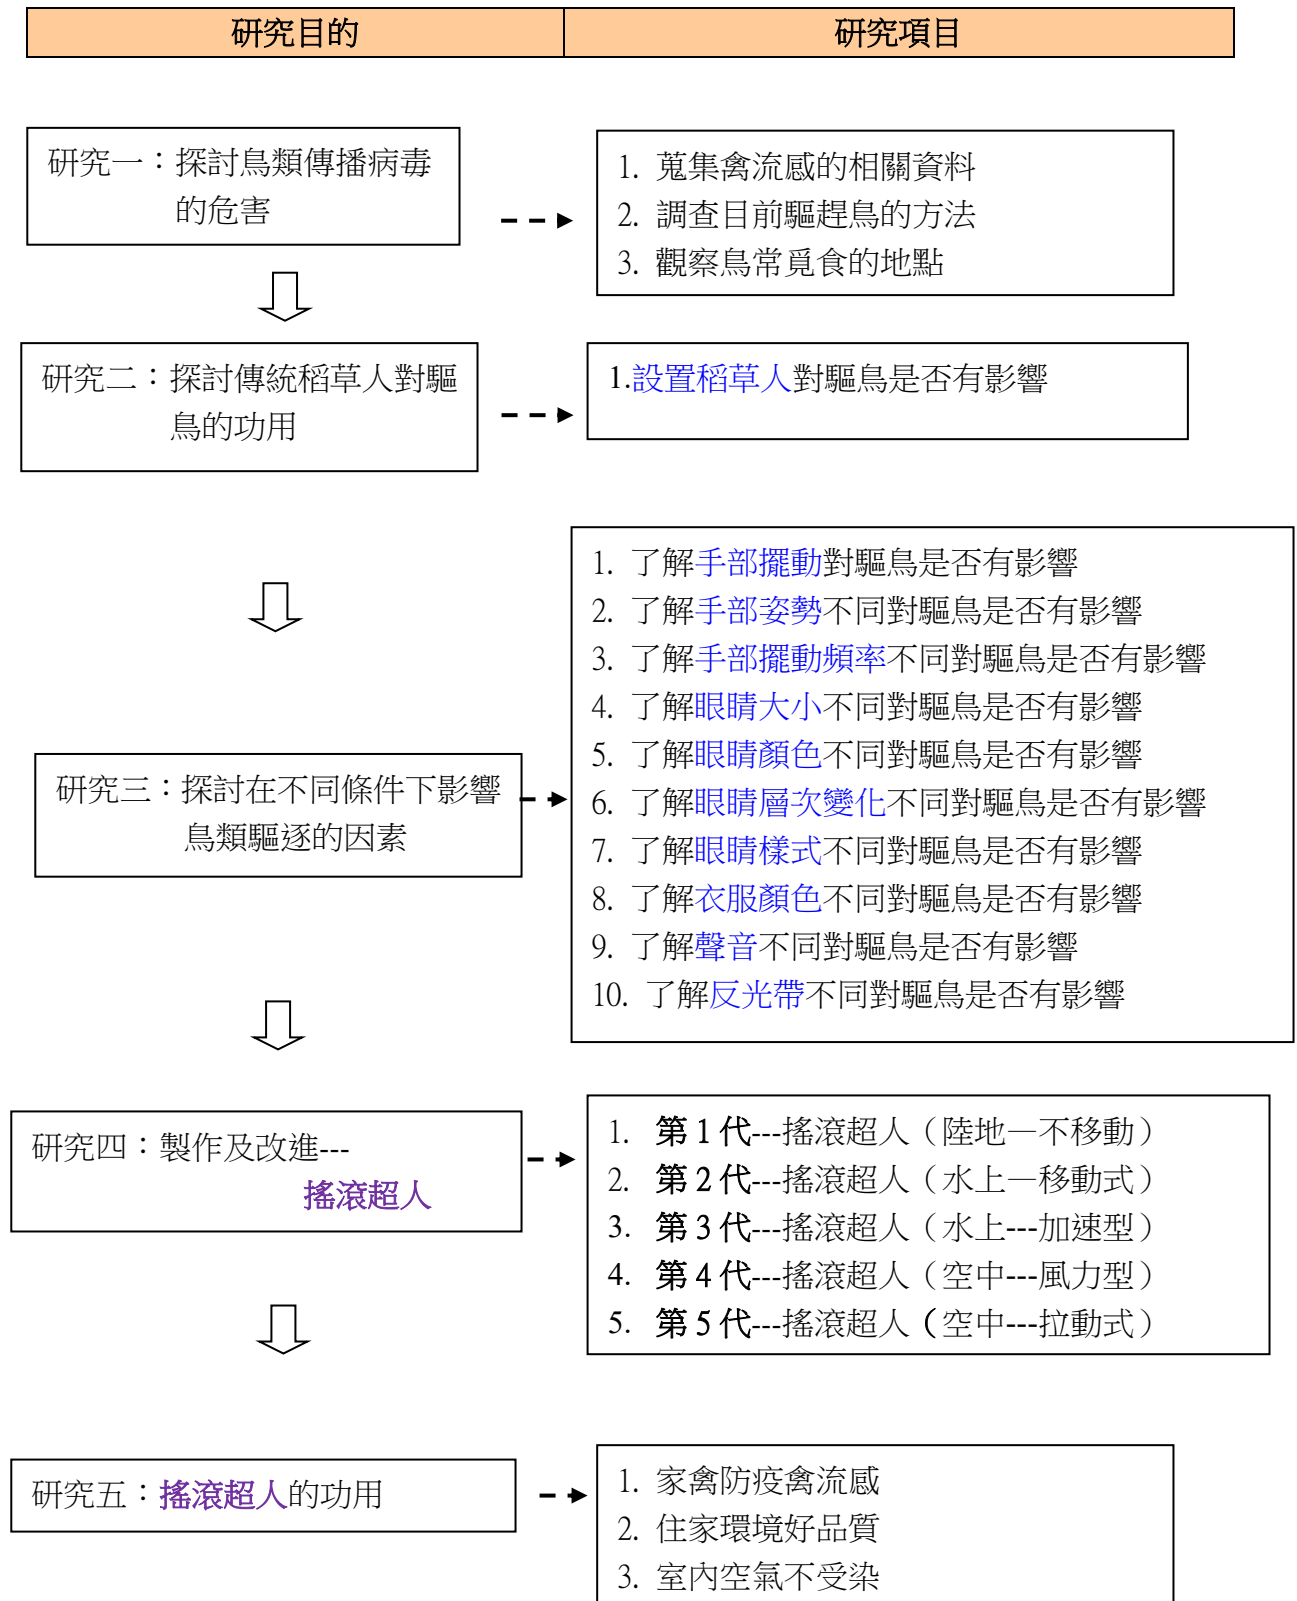 研究目的
研究項目
研究一：探討鳥類傳播病毒
的危害
1. 蒐集禽流感的相關資料
2. 調查目前驅趕鳥的方法
3. 觀察鳥常覓食的地點
研究二：探討傳統稻草人對驅
鳥的功用
1.設置稻草人對驅鳥是否有影響
研究三：探討在不同條件下影響
鳥類驅逐的因素
1. 了解手部擺動對驅鳥是否有影響
2. 了解手部姿勢不同對驅鳥是否有影響
3. 了解手部擺動頻率不同對驅鳥是否有影響
4. 了解眼睛大小不同對驅鳥是否有影響
5. 了解眼睛顏色不同對驅鳥是否有影響
6. 了解眼睛層次變化不同對驅鳥是否有影響
7. 了解眼睛樣式不同對驅鳥是否有影響
8. 了解衣服顏色不同對驅鳥是否有影響
9. 了解聲音不同對驅鳥是否有影響
10. 了解反光帶不同對驅鳥是否有影響
研究四：製作及改進---
搖滾超人
1. 第 1 代---搖滾超人（陸地－不移動）
2. 第 2 代---搖滾超人（水上－移動式）
3. 第 3 代---搖滾超人（水上---加速型）
4. 第 4 代---搖滾超人（空中---風力型）
5. 第 5 代---搖滾超人（空中---拉動式）
研究五：搖滾超人的功用
1. 家禽防疫禽流感
2. 住家環境好品質
3. 室內空氣不受染